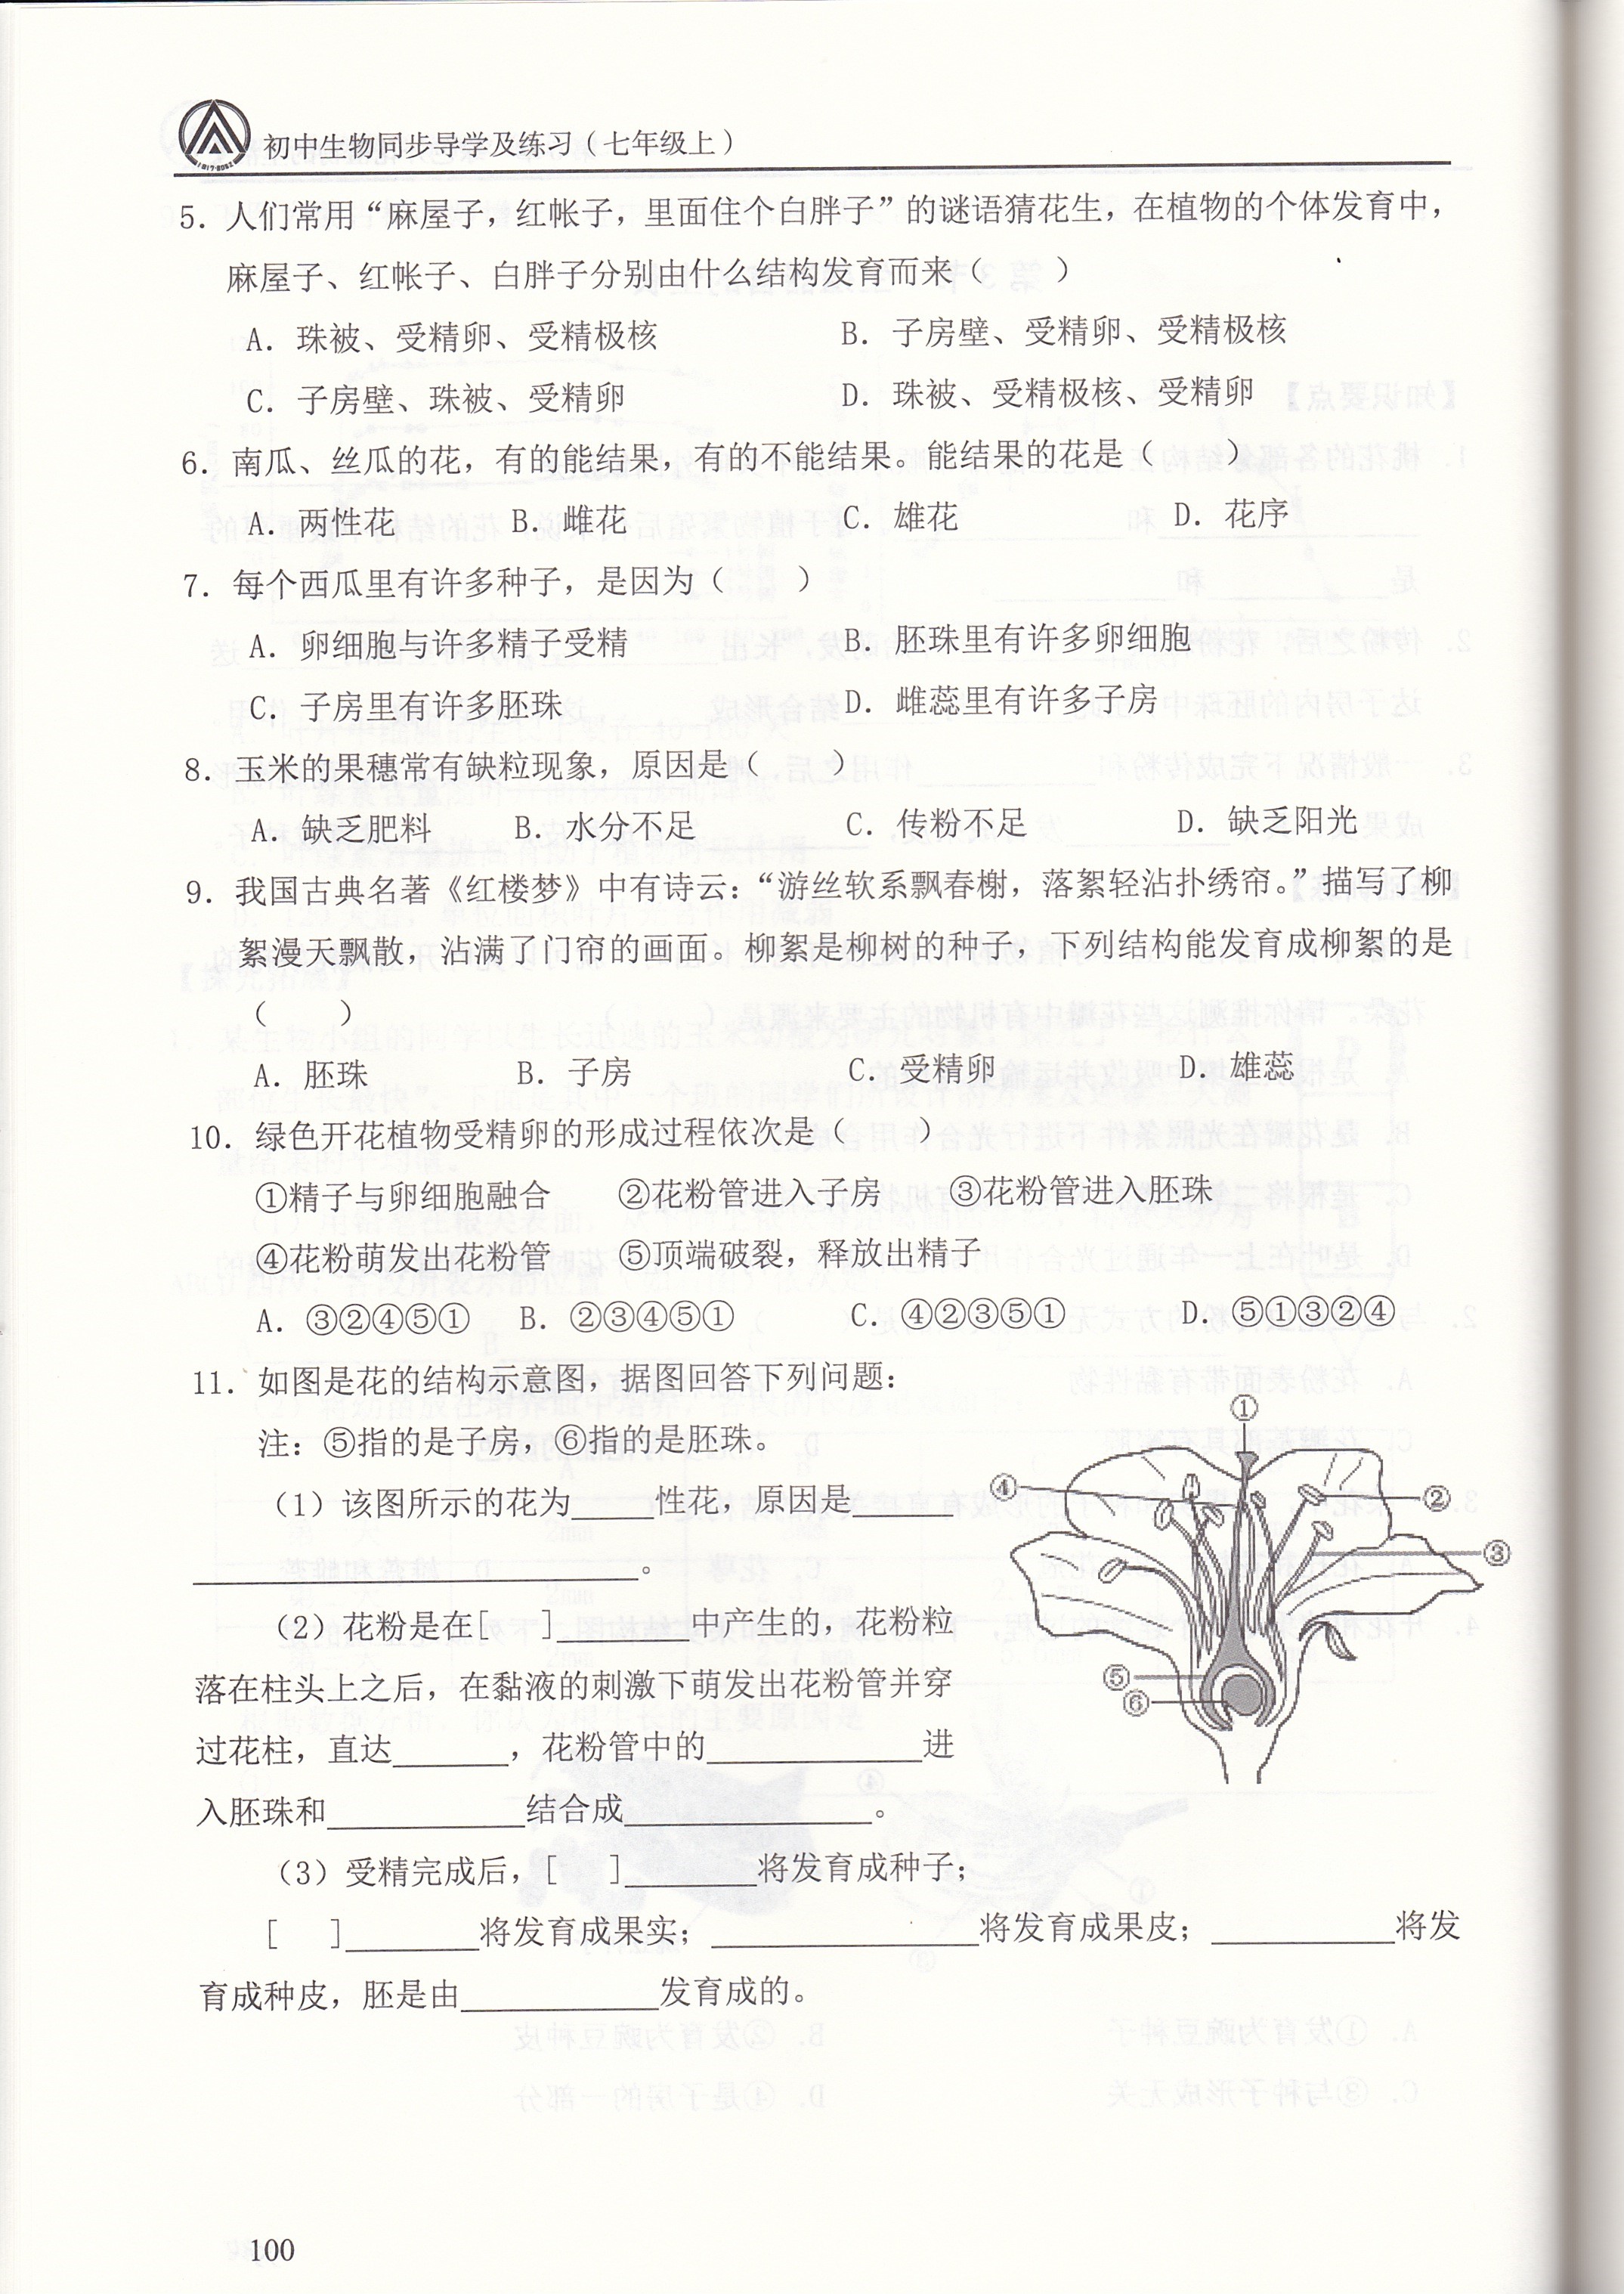 初中生物同步导学及练习(七年级上)
5. 人们常用“麻屋子，红帐子，里面住个白胖子”的谜语猜花生，在植物的个体发育中，
麻屋子、红帐子、白胖子分别由什么结构发育而来(    )
A. 珠被、受精卵、受精极核  B. 子房壁、受精卵、受精极核
C. 子房壁、珠被、受精卵  D. 珠被、受精极核、受精卵
6. 南瓜、丝瓜的花，有的能结果，有的不能结果。能结果的花是(    )
A. 两性花  B. 雌花  C. 雄花  D. 花序
7. 每个西瓜里有许多种子，是因为(    )
A. 卵细胞与许多精子受精  B. 胚珠里有许多卵细胞
C. 子房里有许多胚珠  D. 雌蕊里有许多子房
8. 玉米的果穗常有缺粒现象，原因是(    )
A. 缺乏肥料  B. 水分不足  C. 传粉不足  D. 缺乏阳光
9. 我国古典名著《红楼梦》中有诗云：“游丝软系飘春榭，落絮轻沾扑绣帘。”描写了柳
絮漫天飘散，沾满了门帘的画面。柳絮是柳树的种子，下列结构能发育成柳絮的是
(    )
A. 胚珠  B. 子房  C. 受精卵  D. 雄蕊
10. 绿色开花植物受精卵的形成过程依次是(    )
①精子与卵细胞融合  ②花粉管进入子房  ③花粉管进入胚珠
④花粉萌发出花粉管  ⑤顶端破裂，释放出精子
A. ③②④⑤①  B. ②③④⑤①  C. ④②③⑤①  D. ⑤①③②④
11. 如图是花的结构示意图，据图回答下列问题：
注：⑤指的是子房，⑥指的是胚珠。
(1)该图所示的花为_____性花，原因是______
___________________________。
(2)花粉是在[  ]________中产生的，花粉粒
落在柱头上之后，在黏液的刺激下萌发出花粉管并穿
过花柱，直达_______，花粉管中的_____________进
入胚珠和____________结合成_______________。
(3)受精完成后，[  ]________将发育成种子；
[  ]________将发育成果实；________________将发育成果皮；___________将发
育成种皮，胚是由____________发育成的。
①
②
③
④
⑤
⑥
100